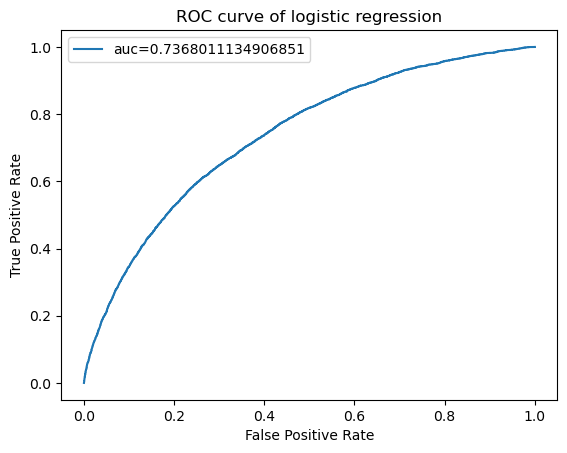 ROC curve of logistic regression
auc=0.7368011134906851
1.0
0.8
0.6
0.4
0.2
0.0
True Positive Rate
0.0 0.2 0.4 0.6 0.8 1.0
False Positive Rate